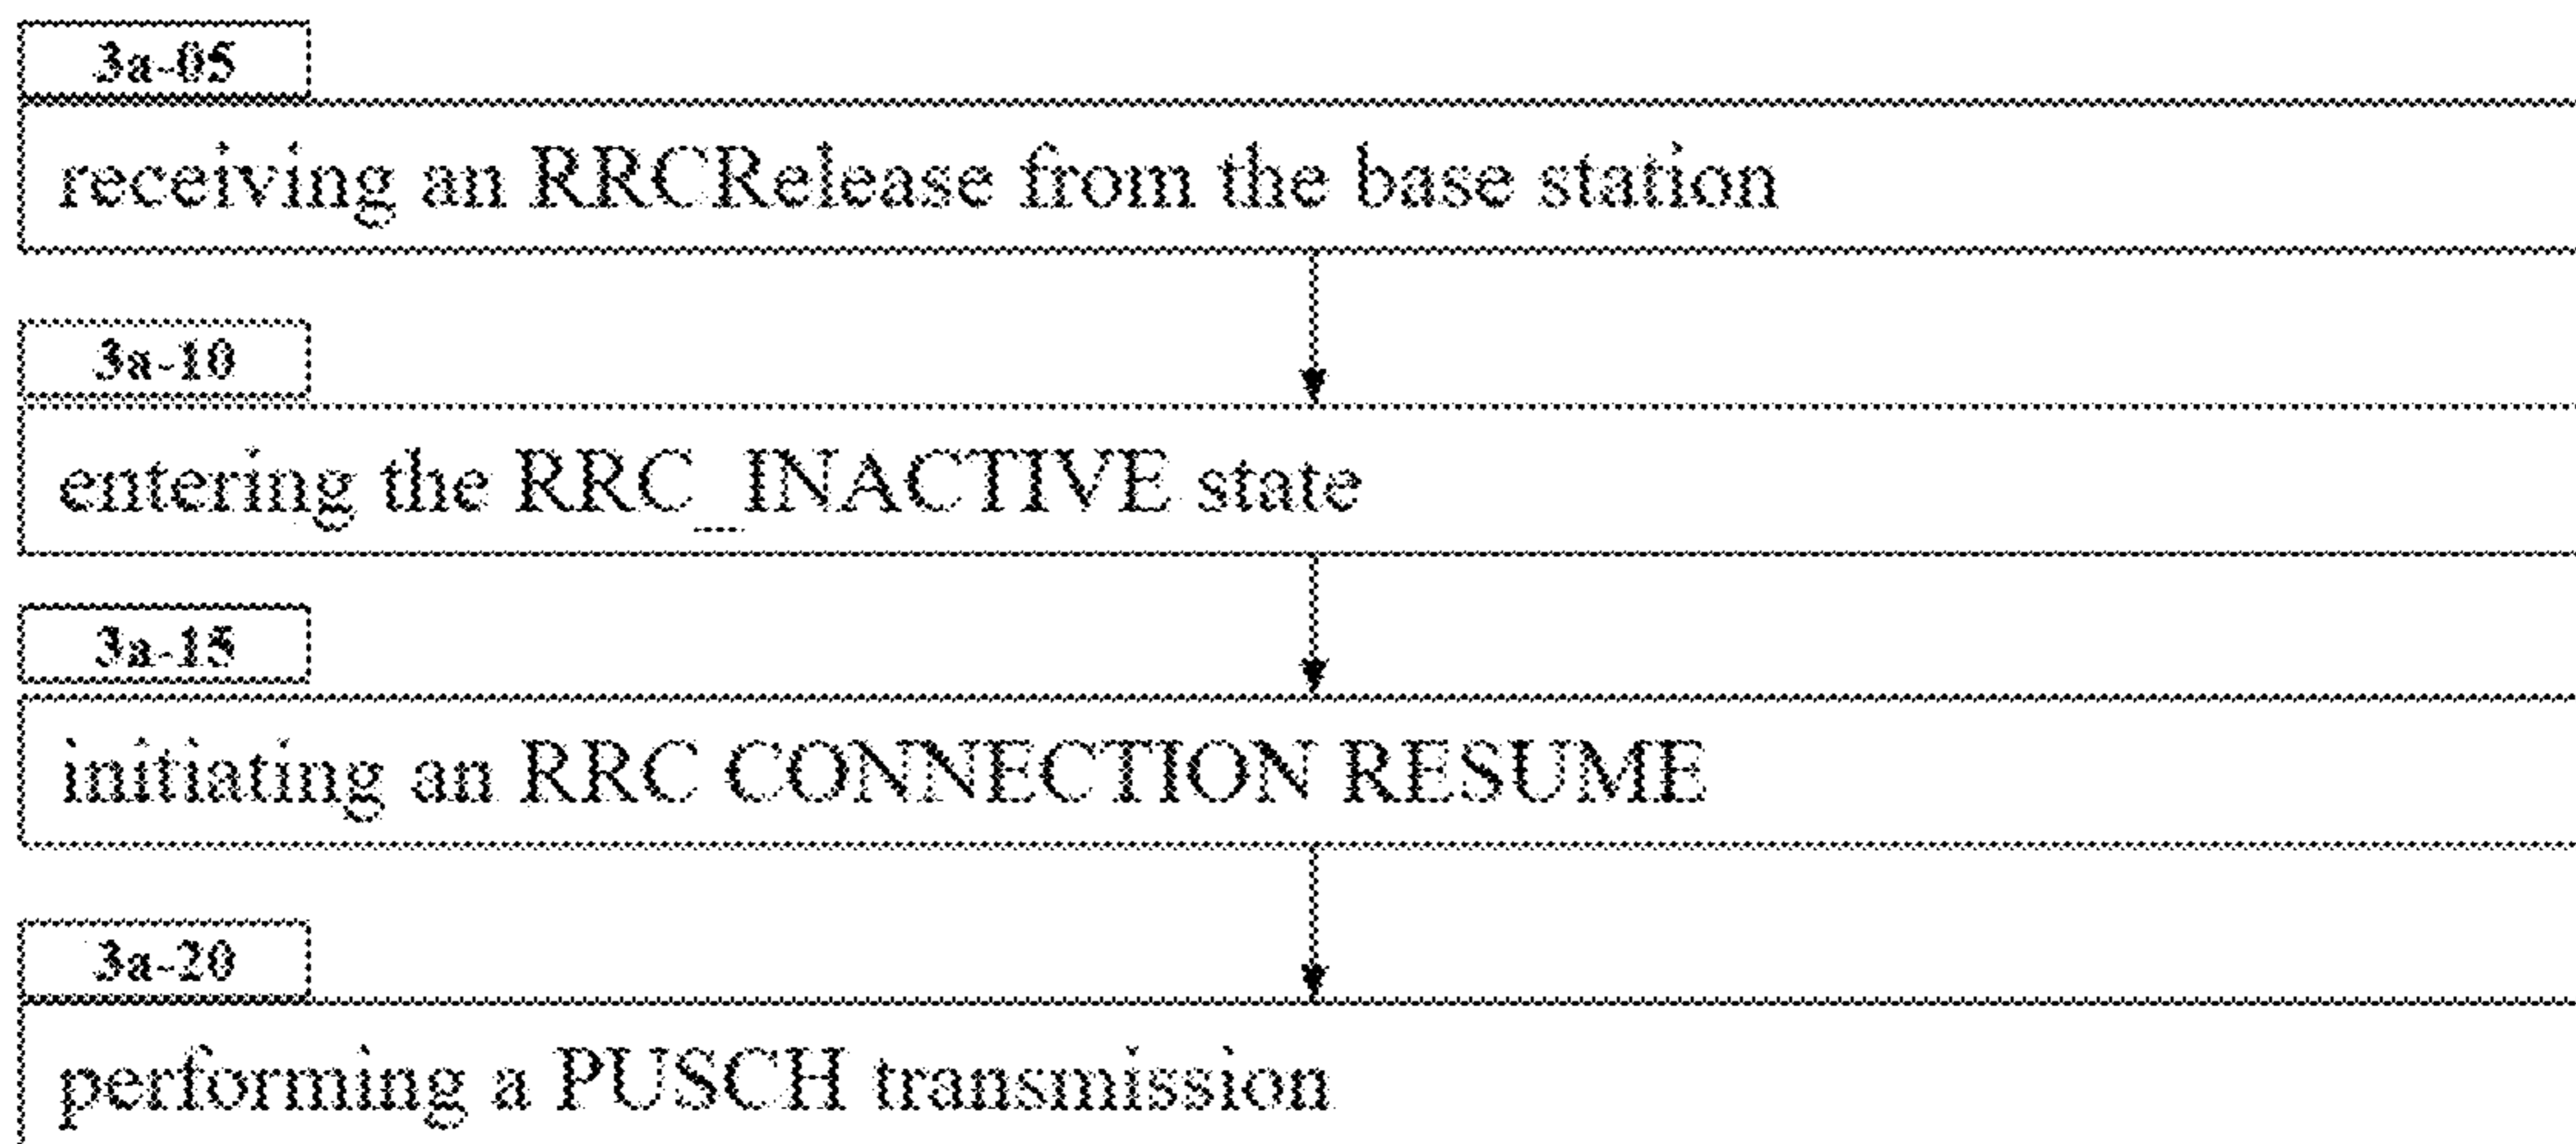 3a-05
receiving an RRCRelease from the base station
3a-10
entering the RRC_INACTIVE state
3a-15
initiating an RRC CONNECTION RESUME
3a-20
performing a PUSCH transmission